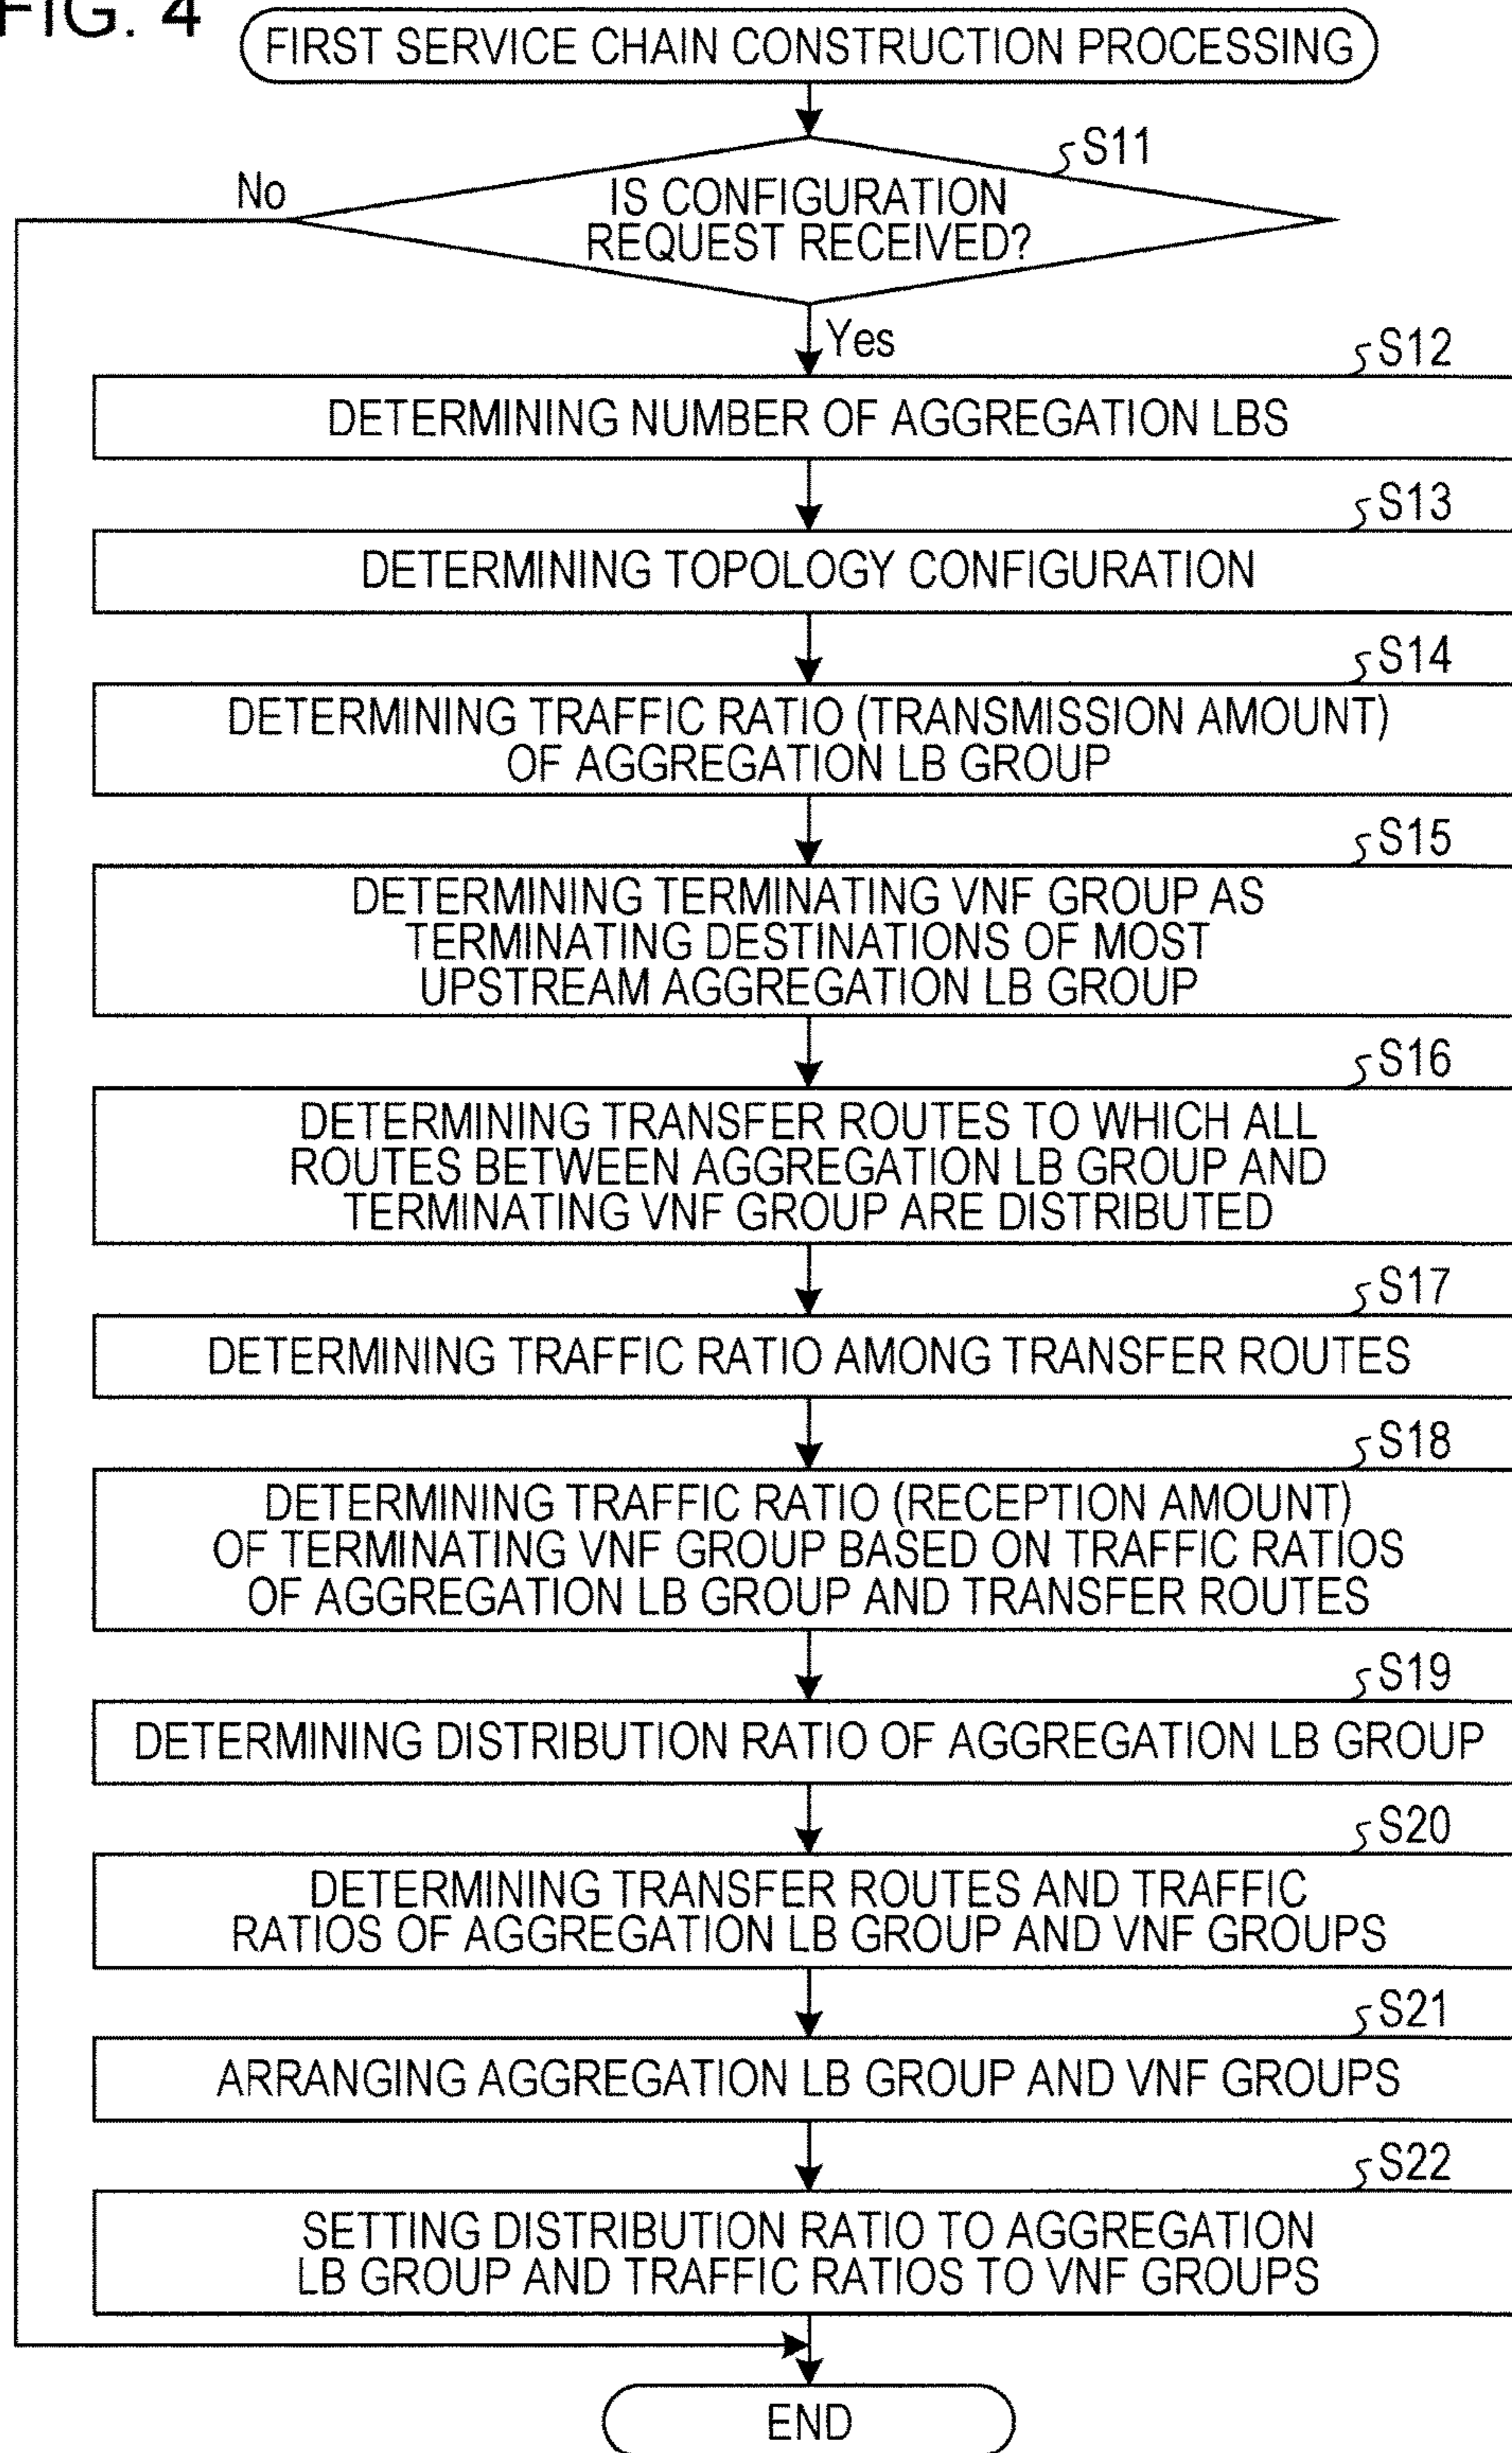 FIG. 4
FIRST SERVICE CHAIN CONSTRUCTION PROCESSING
S11
No
IS CONFIGURATION
REQUEST RECEIVED?
Yes
S12
DETERMINING NUMBER OF AGGREGATION LBS
S13
DETERMINING TOPOLOGY CONFIGURATION
S14
DETERMINING TRAFFIC RATIO (TRANSMISSION AMOUNT)
OF AGGREGATION LB GROUP
S15
DETERMINING TERMINATING VNF GROUP AS
TERMINATING DESTINATIONS OF MOST
UPSTREAM AGGREGATION LB GROUP
S16
DETERMINING TRANSFER ROUTES TO WHICH ALL
ROUTES BETWEEN AGGREGATION LB GROUP AND
TERMINATING VNF GROUP ARE DISTRIBUTED
S17
DETERMINING TRAFFIC RATIO AMONG TRANSFER ROUTES
S18
DETERMINING TRAFFIC RATIO (RECEPTION AMOUNT)
OF TERMINATING VNF GROUP BASED ON TRAFFIC RATIOS
OF AGGREGATION LB GROUP AND TRANSFER ROUTES
S19
DETERMINING DISTRIBUTION RATIO OF AGGREGATION LB GROUP
S20
DETERMINING TRANSFER ROUTES AND TRAFFIC
RATIOS OF AGGREGATION LB GROUP AND VNF GROUPS
S21
ARRANGING AGGREGATION LB GROUP AND VNF GROUPS
S22
SETTING DISTRIBUTION RATIO TO AGGREGATION
LB GROUP AND TRAFFIC RATIOS TO VNF GROUPS
END